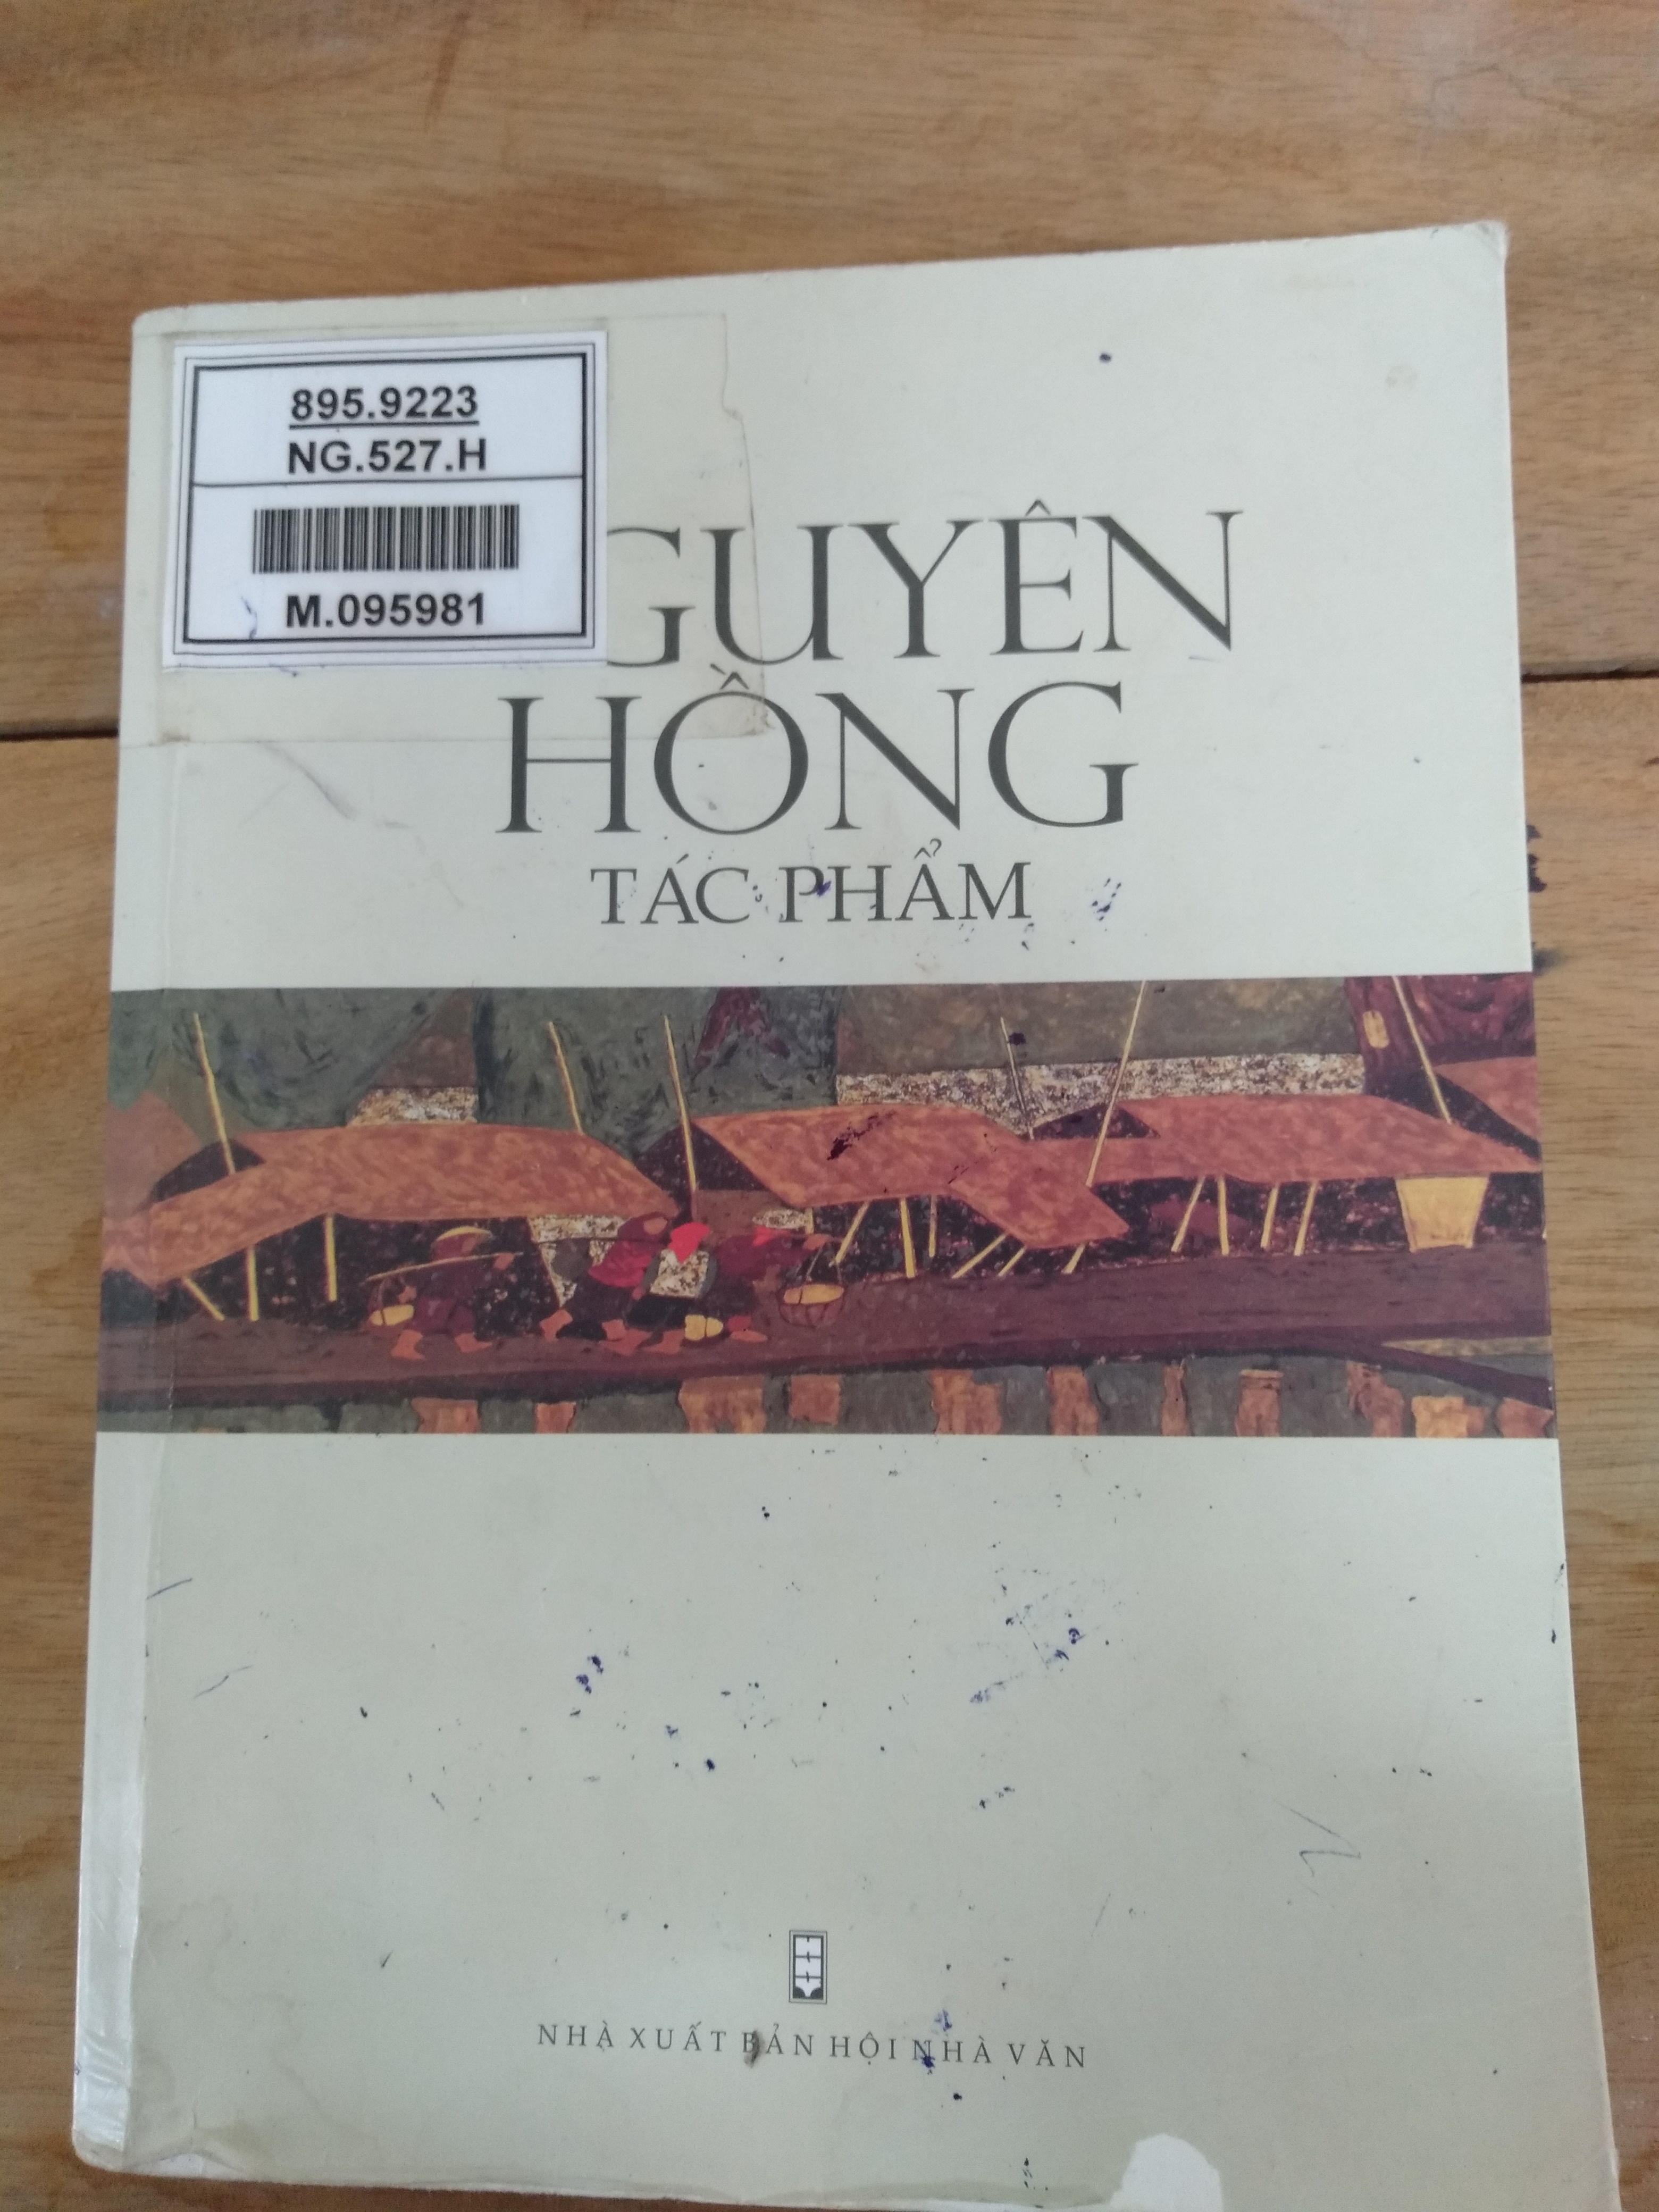 895.9223
NG.527.H
M.095981
GUYÊN
HỒNG
TÁC PHẨM
NHÀ XUẤT BẢN HỘI NHÀ VĂN